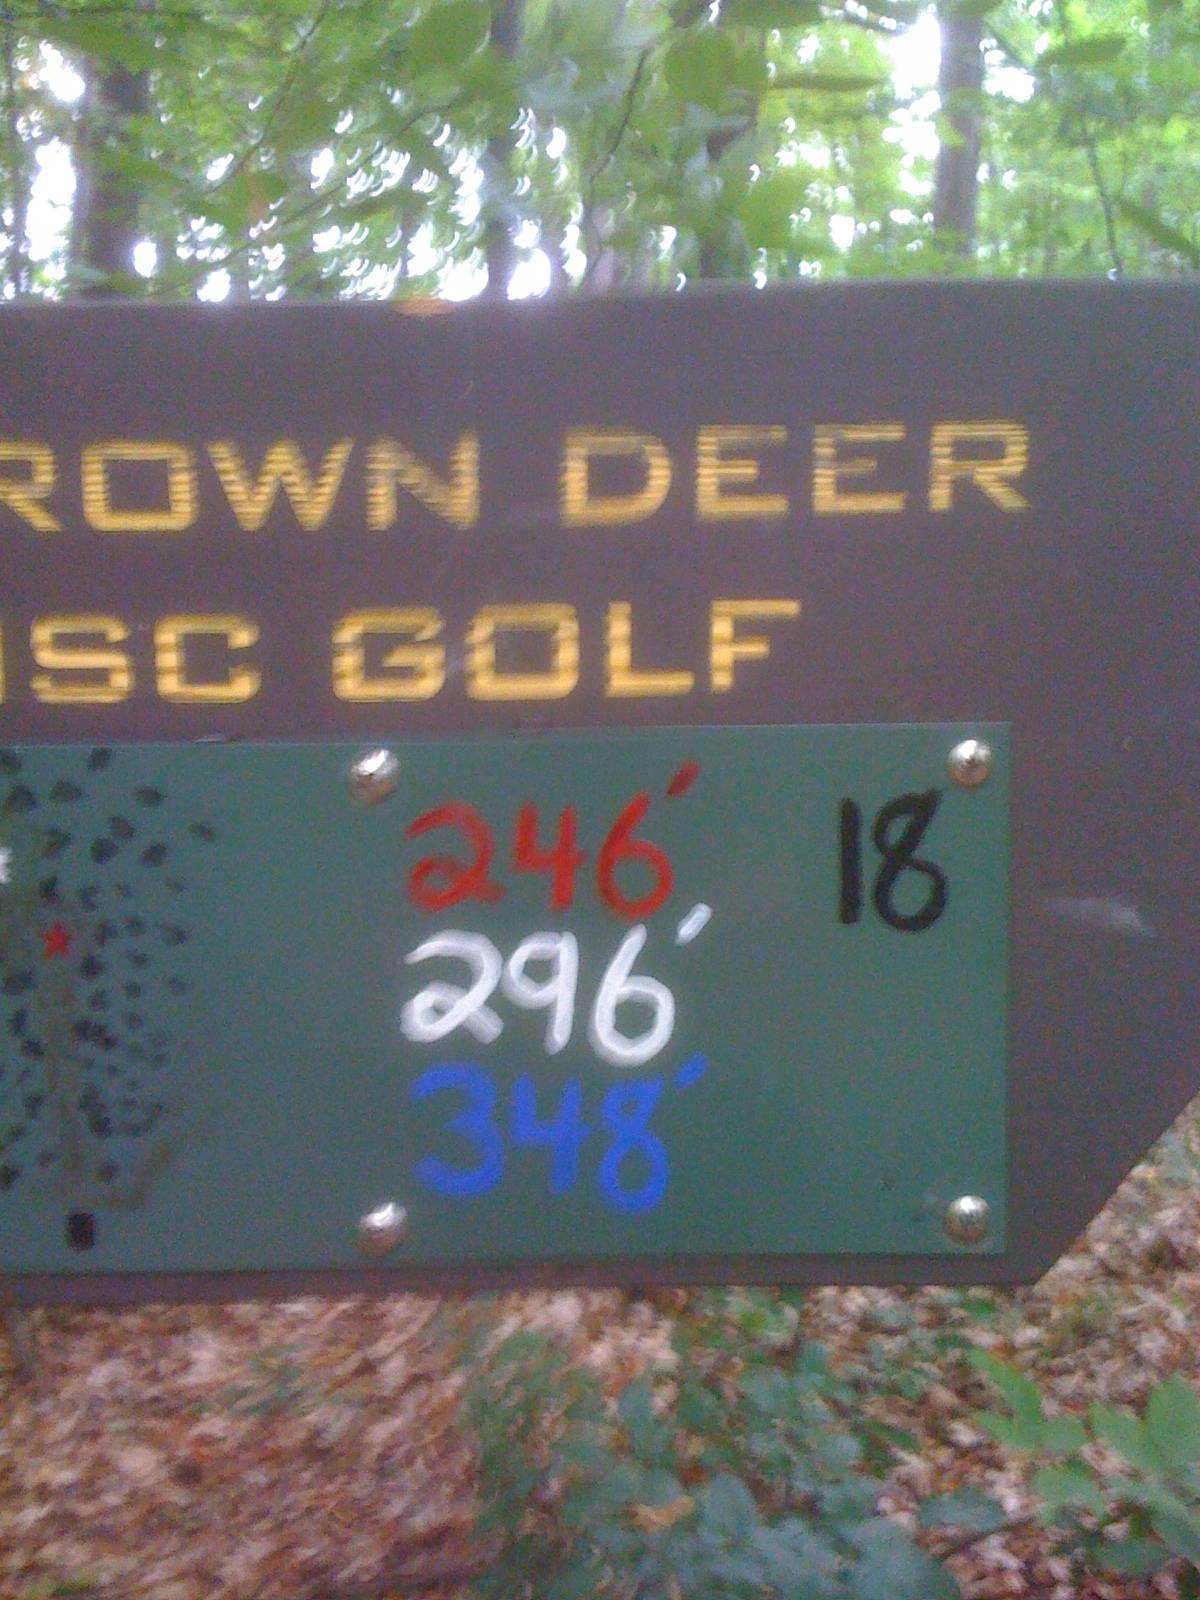 ROWN DEER
ISC GOLF
246' 18
296'
348'